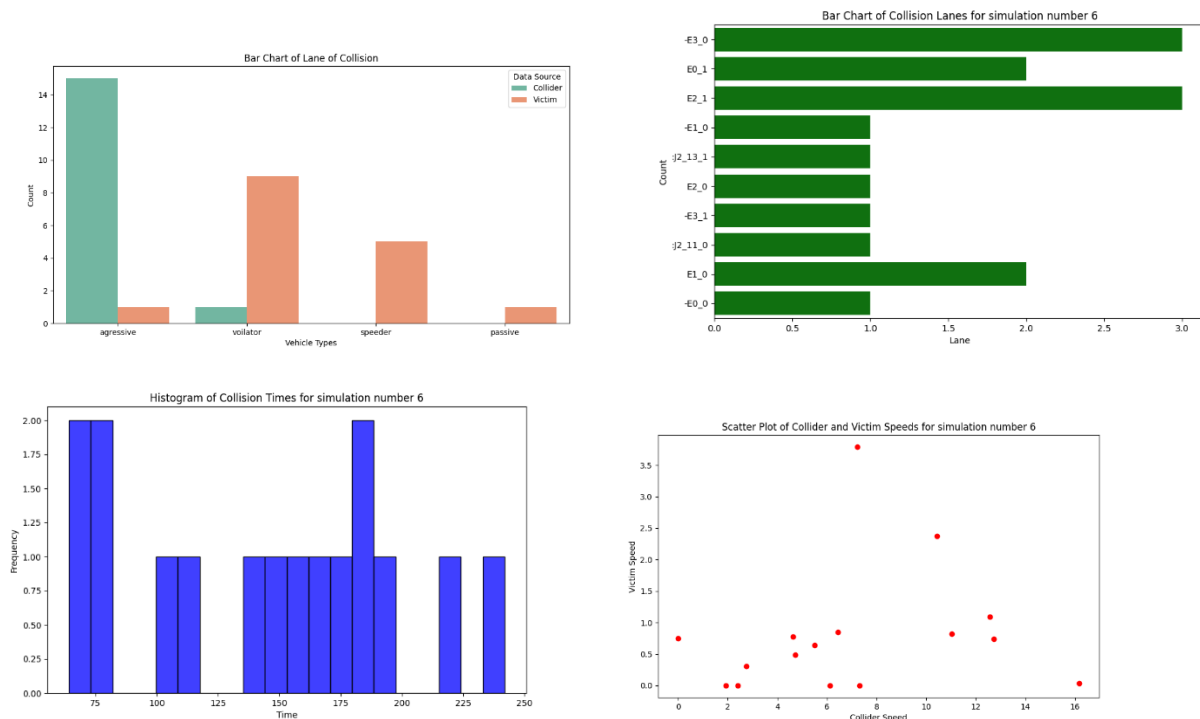 Bar Chart of Lane of Collision
Data Source
Collider
Victim
14
12
10
8
6
4
2
0
Count
agressive voilator speeder passive
Vehicle Types
Bar Chart of Collision Lanes for simulation number 6
-E3_0
E0_1
E2_1
-E1_0
:J2_13_1
E2_0
-E3_1
:J2_11_0
E1_0
-E0_0
Count
0.0 0.5 1.0 1.5 2.0 2.5 3.0
Lane
Histogram of Collision Times for simulation number 6
2.00
1.75
1.50
1.25
1.00
0.75
0.50
0.25
0.00
Frequency
75 100 125 150 175 200 225 250
Time
Scatter Plot of Collider and Victim Speeds for simulation number 6
3.5
3.0
2.5
2.0
1.5
1.0
0.5
0.0
Victim Speed
0 2 4 6 8 10 12 14 16
Collider Speed